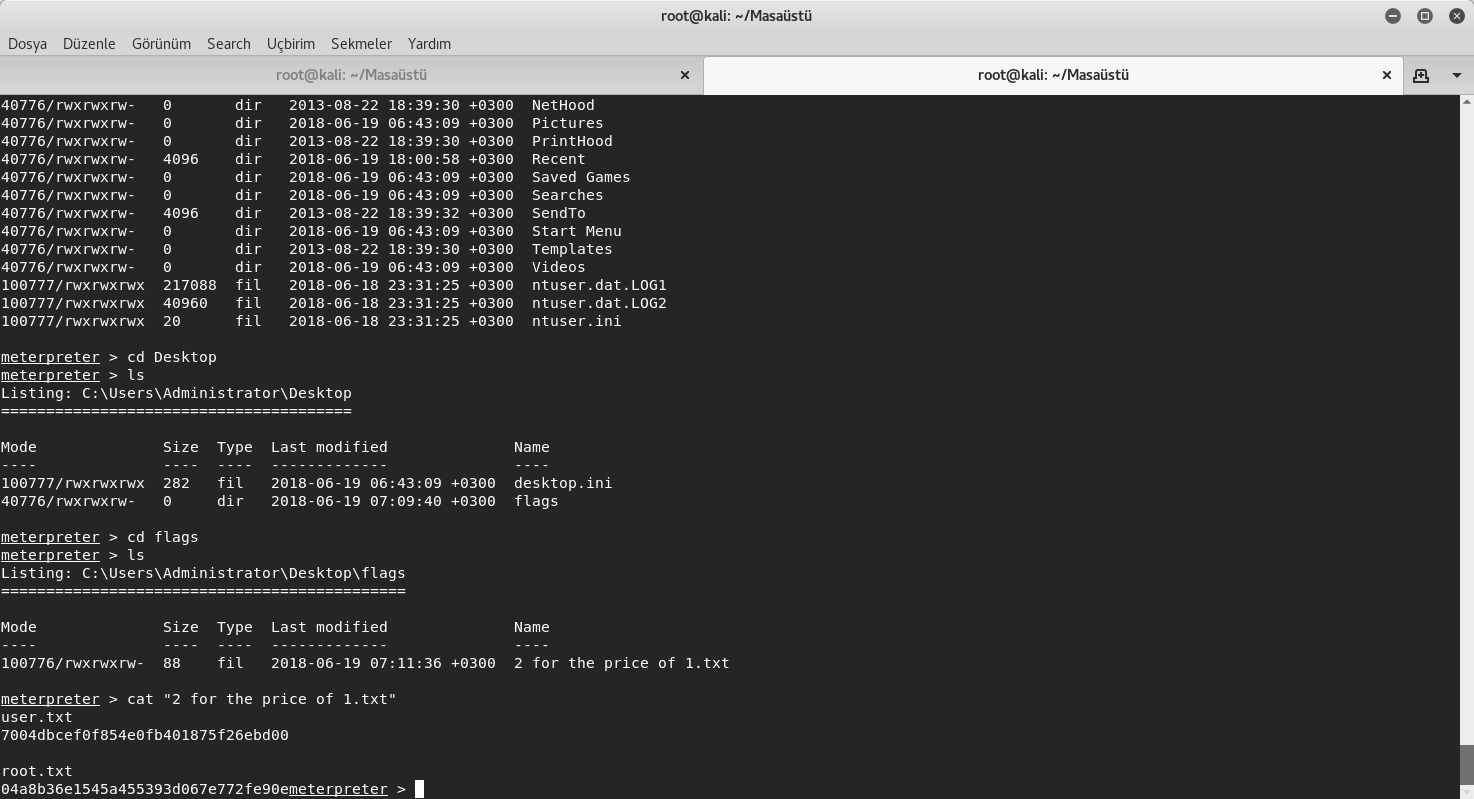 root@kali: ~/Masaüstü
Dosya Düzenle Görünüm Search Uçbirim Sekmeler Yardım
root@kali: ~/Masaüstü root@kali: ~/Masaüstü
40776/rwxrwxrw-   0       dir   2013-08-22 18:39:30 +0300  NetHood
40776/rwxrwxrw-   0       dir   2018-06-19 06:43:09 +0300  Pictures
40776/rwxrwxrw-   0       dir   2013-08-22 18:39:30 +0300  PrintHood
40776/rwxrwxrw-   4096    dir   2018-06-19 18:00:58 +0300  Recent
40776/rwxrwxrw-   0       dir   2018-06-19 06:43:09 +0300  Saved Games
40776/rwxrwxrw-   0       dir   2018-06-19 06:43:09 +0300  Searches
40776/rwxrwxrw-   4096    dir   2013-08-22 18:39:32 +0300  SendTo
40776/rwxrwxrw-   0       dir   2018-06-19 06:43:09 +0300  Start Menu
40776/rwxrwxrw-   0       dir   2013-08-22 18:39:30 +0300  Templates
40776/rwxrwxrw-   0       dir   2018-06-19 06:43:09 +0300  Videos
100777/rwxrwxrwx  217088  fil   2018-06-18 23:31:25 +0300  ntuser.dat.LOG1
100777/rwxrwxrwx  40960   fil   2018-06-18 23:31:25 +0300  ntuser.dat.LOG2
100777/rwxrwxrwx  20      fil   2018-06-18 23:31:25 +0300  ntuser.ini
meterpreter > cd Desktop
meterpreter > ls
Listing: C:\Users\Administrator\Desktop
=======================================
Mode              Size  Type  Last modified              Name
----              ----  ----  -------------              ----
100777/rwxrwxrwx  282   fil   2018-06-19 06:43:09 +0300  desktop.ini
40776/rwxrwxrw-   0     dir   2018-06-19 07:09:40 +0300  flags
meterpreter > cd flags
meterpreter > ls
Listing: C:\Users\Administrator\Desktop\flags
=============================================
Mode              Size  Type  Last modified              Name
----              ----  ----  -------------              ----
100776/rwxrwxrw-  88    fil   2018-06-19 07:11:36 +0300  2 for the price of 1.txt
meterpreter > cat "2 for the price of 1.txt"
user.txt
7004dbcef0f854e0fb401875f26ebd00
root.txt
04a8b36e1545a455393d067e772fe90emeterpreter >